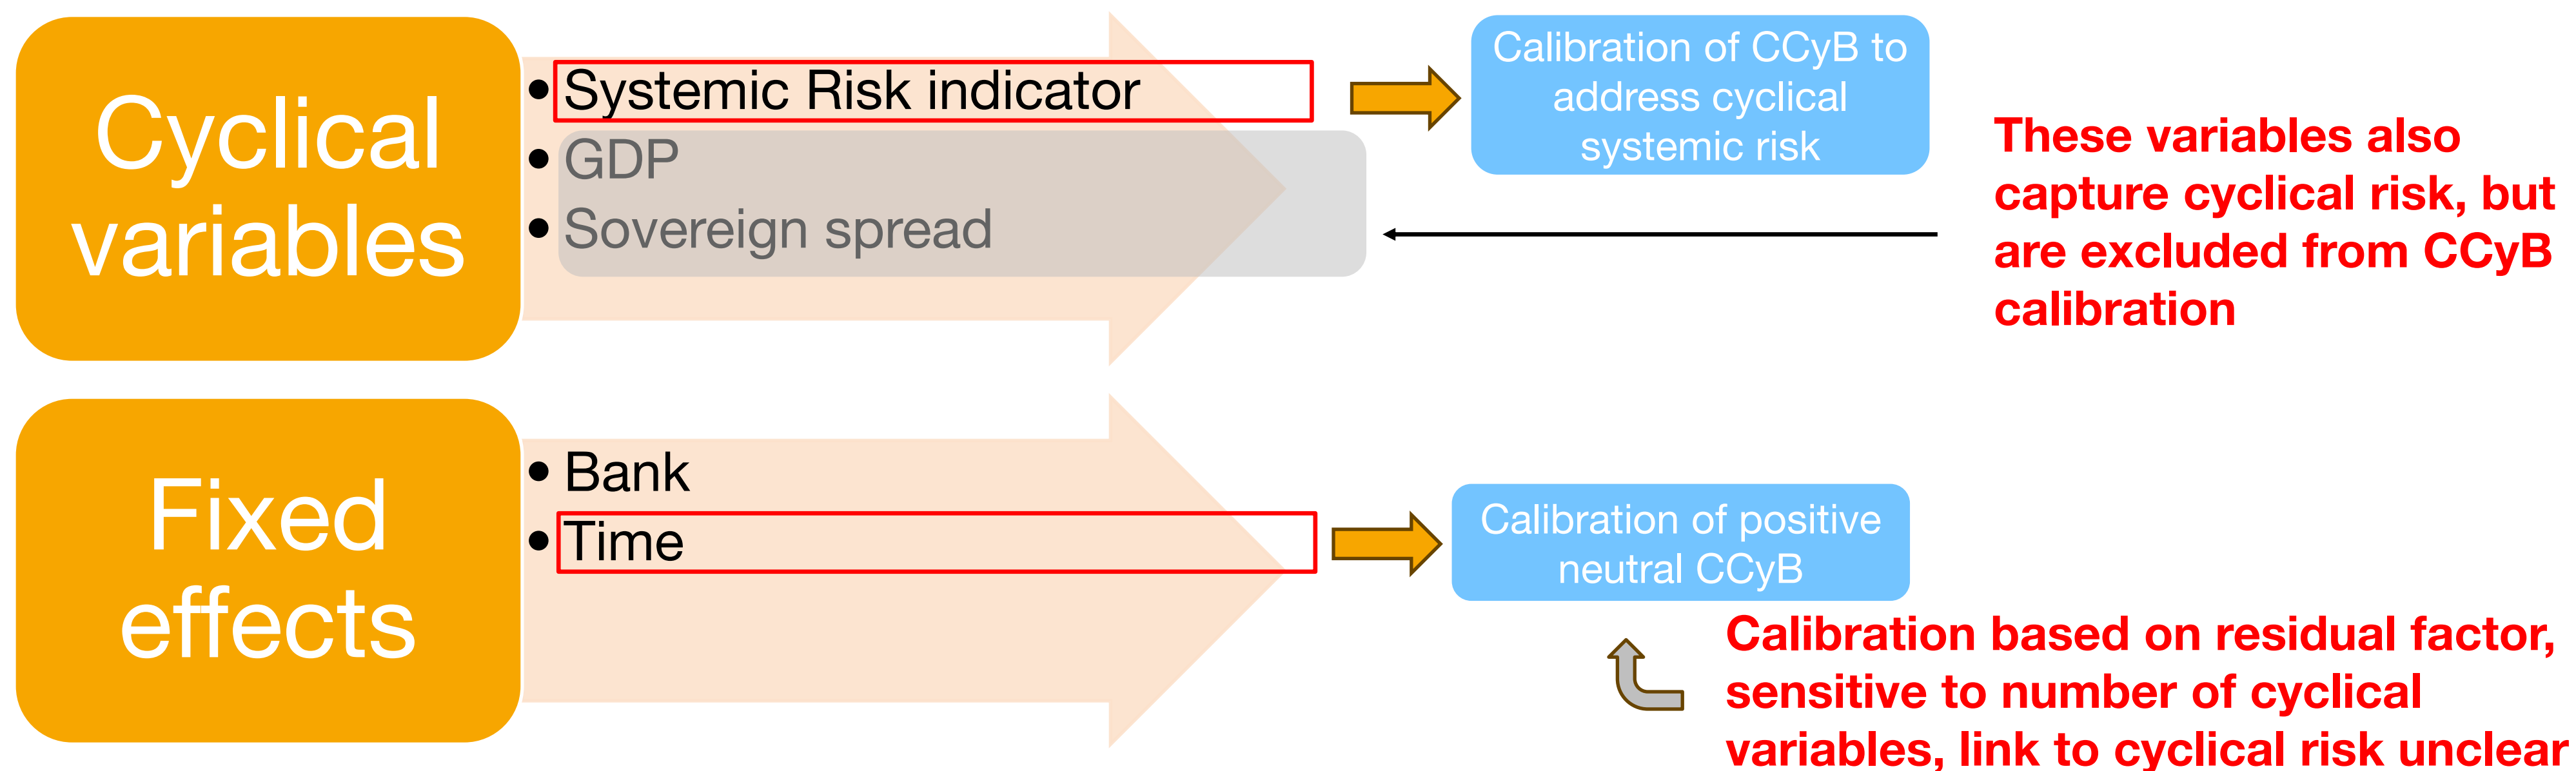 Cyclical
variables
• Systemic Risk indicator
• GDP
• Sovereign spread
Calibration of CCyB to
address cyclical
systemic risk
These variables also
capture cyclical risk, but
are excluded from CCyB
calibration
Fixed
effects
• Bank
• Time
Calibration of positive
neutral CCyB
Calibration based on residual factor,
sensitive to number of cyclical
variables, link to cyclical risk unclear